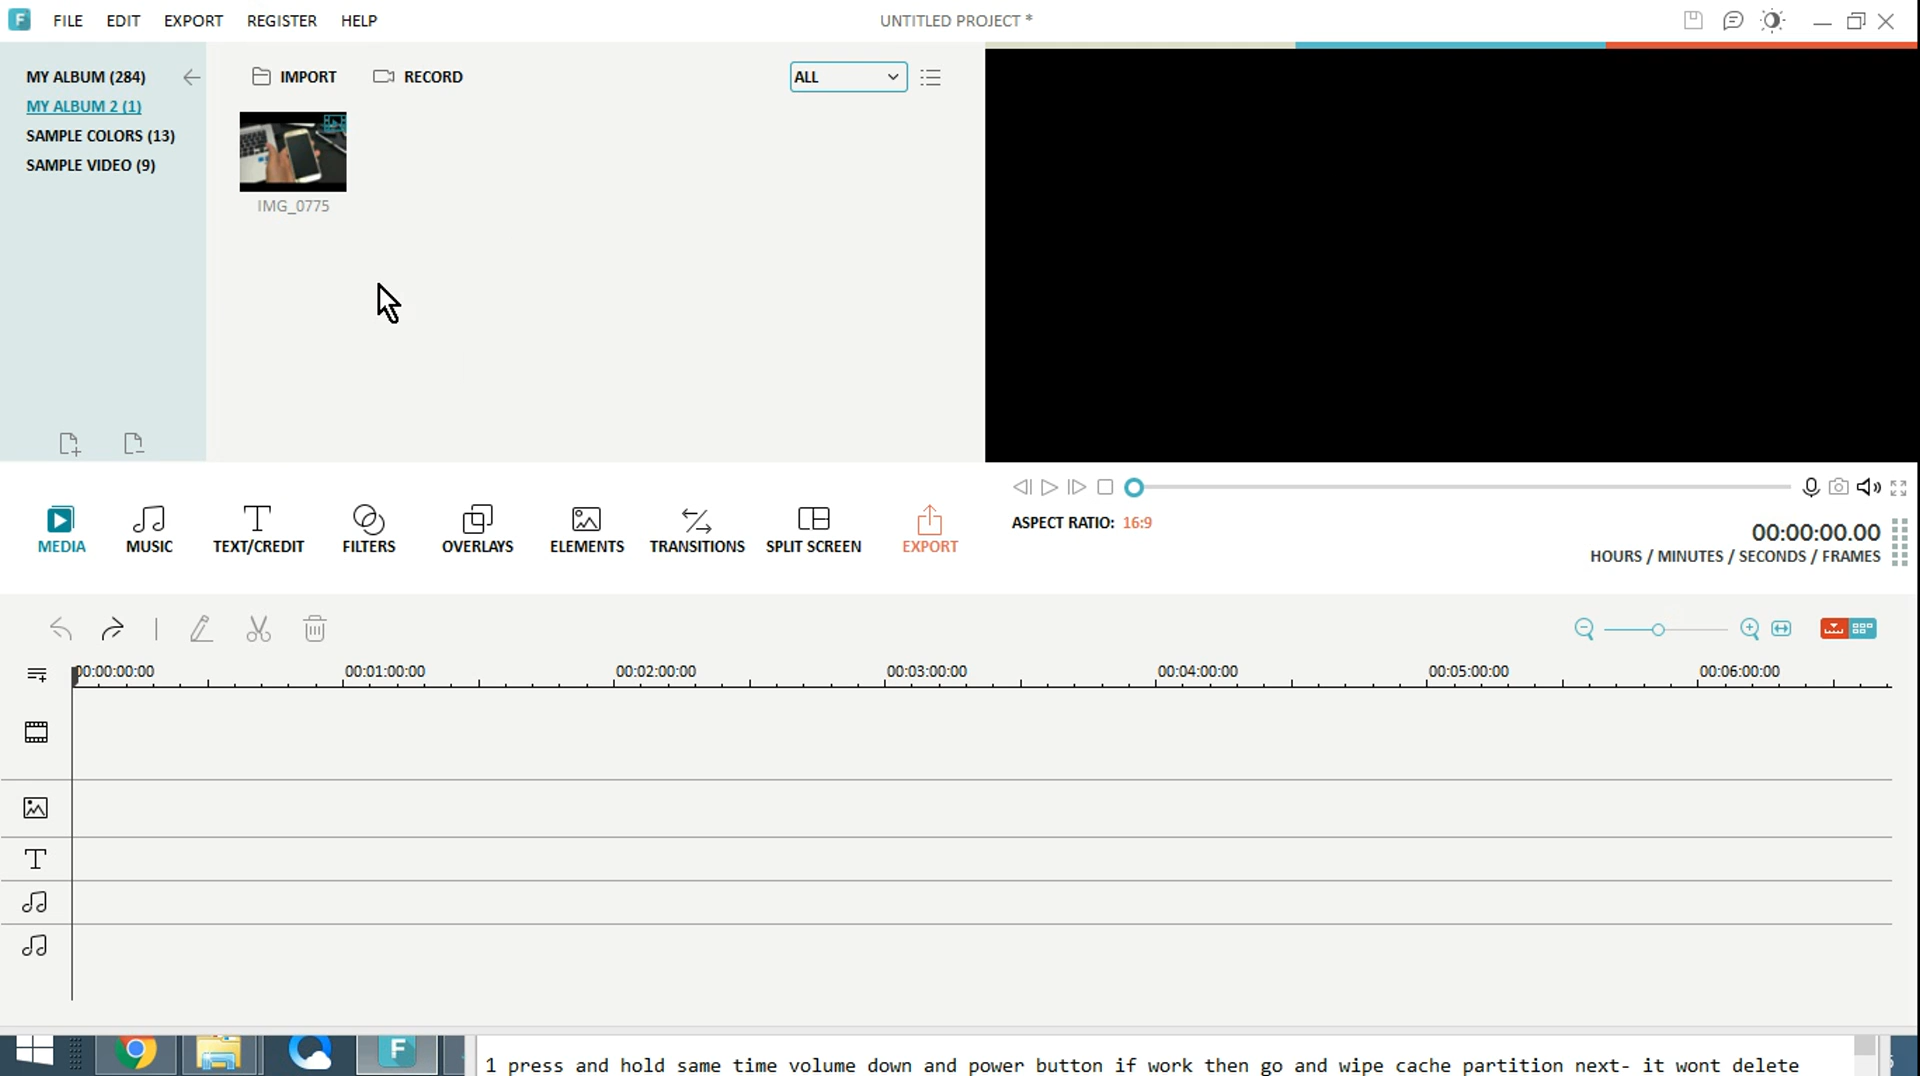 FILE EDIT EXPORT REGISTER HELP UNTITLED PROJECT *
MY ALBUM (284)
MY ALBUM 2 (1)
SAMPLE COLORS (13)
SAMPLE VIDEO (9)
IMPORT RECORD ALL
IMG_0775
MEDIA MUSIC TEXT/CREDIT FILTERS OVERLAYS ELEMENTS TRANSITIONS SPLIT SCREEN EXPORT
ASPECT RATIO: 16:9
00:00:00.00
HOURS / MINUTES / SECONDS / FRAMES
00:00:00:00 00:01:00:00 00:02:00:00 00:03:00:00 00:04:00:00 00:05:00:00 00:06:00:00
1 press and hold same time volume down and power button if work then go and wipe cache partition next- it wont delete